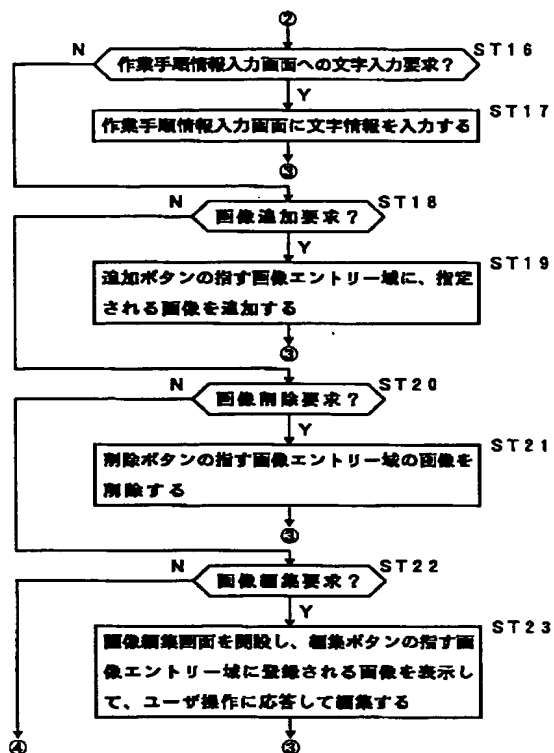 ②
N
ST16
作業手順情報入力画面への文字入力要求?
Y
ST17
作業手順情報入力画面に文字情報を入力する
③
N
ST18
画像追加要求?
Y
ST19
追加ボタンの指す画像エントリー域に、指定
される画像を追加する
③
N
ST20
画像削除要求?
Y
ST21
削除ボタンの指す画像エントリー域の画像を
削除する
③
N
ST22
画像編集要求?
Y
ST23
画像編集画面を開設し、編集ボタンの指す画
像エントリー域に登録される画像を表示し
て、ユーザ操作に応答して編集する
④
③